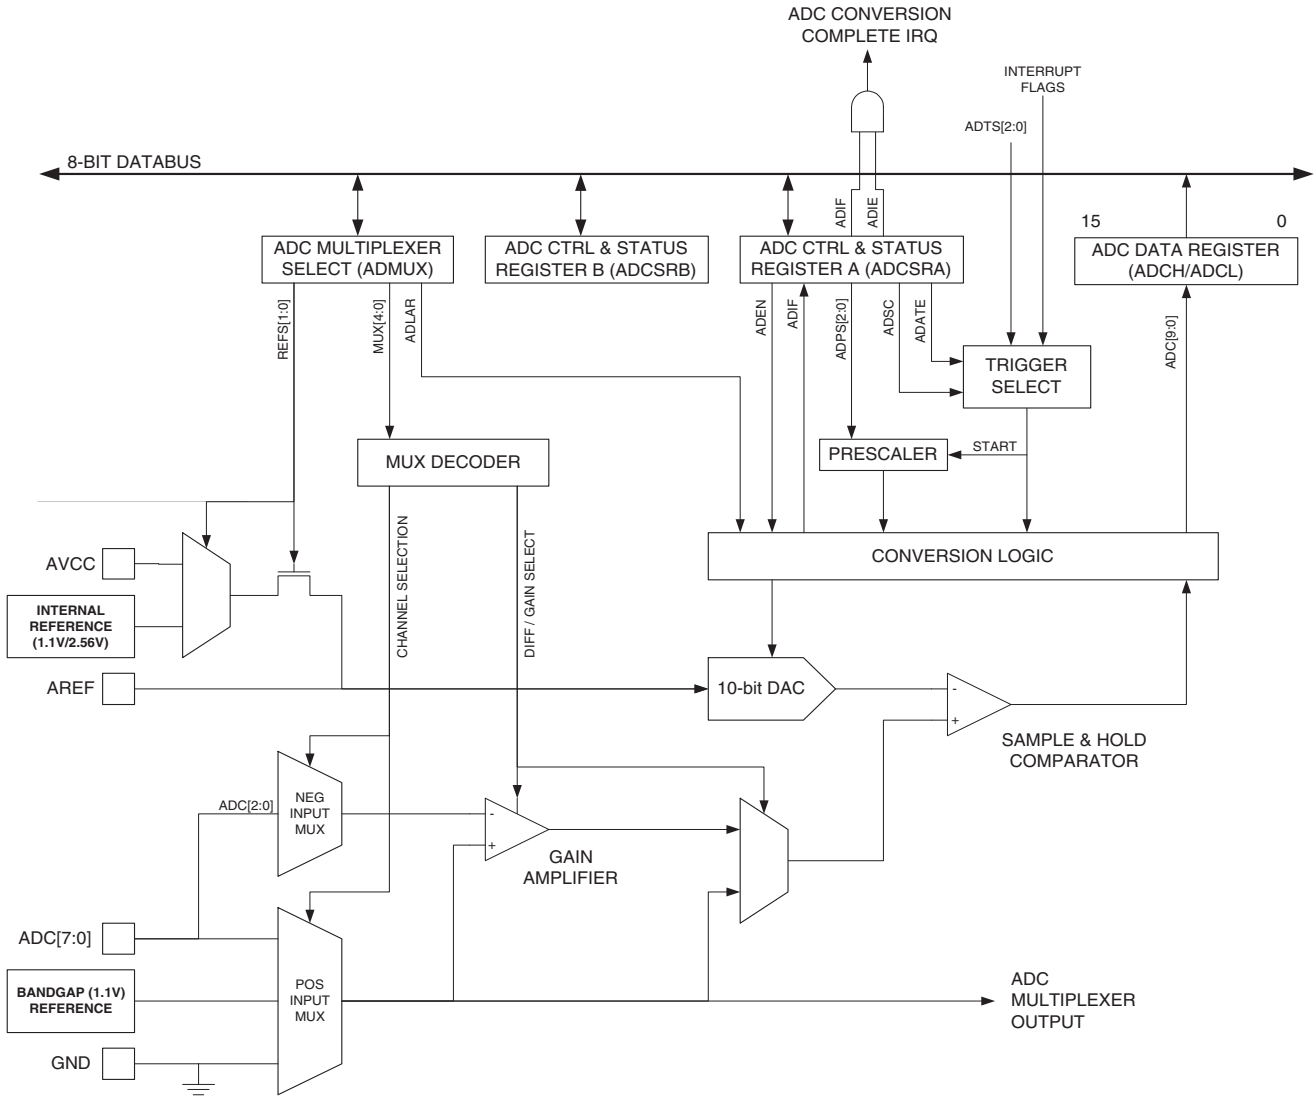 ADC CONVERSION
COMPLETE IRQ
INTERRUPT
FLAGS
ADTS[2:0]
8-BIT DATABUS
ADIF
ADIE
15
0
ADC MULTIPLEXER
SELECT (ADMUX)
ADC CTRL & STATUS
REGISTER B (ADCSRB)
ADC CTRL & STATUS
REGISTER A (ADCSRA)
ADC DATA REGISTER
(ADCH/ADCL)
REFS[1:0]
MUX[4:0]
ADLAR
ADEN
ADIF
ADPS[2:0]
ADSC
ADATE
ADC[9:0]
TRIGGER
SELECT
MUX DECODER
PRESCALER
START
CHANNEL SELECTION
DIFF / GAIN SELECT
CONVERSION LOGIC
AVCC
INTERNAL
REFERENCE
(1.1V/2.56V)
AREF
10-bit DAC
-
+
SAMPLE & HOLD
COMPARATOR
ADC[2:0]
NEG
INPUT
MUX
-
+
GAIN
AMPLIFIER
ADC[7:0]
BANDGAP (1.1V)
REFERENCE
POS
INPUT
MUX
ADC
MULTIPLEXER
OUTPUT
GND